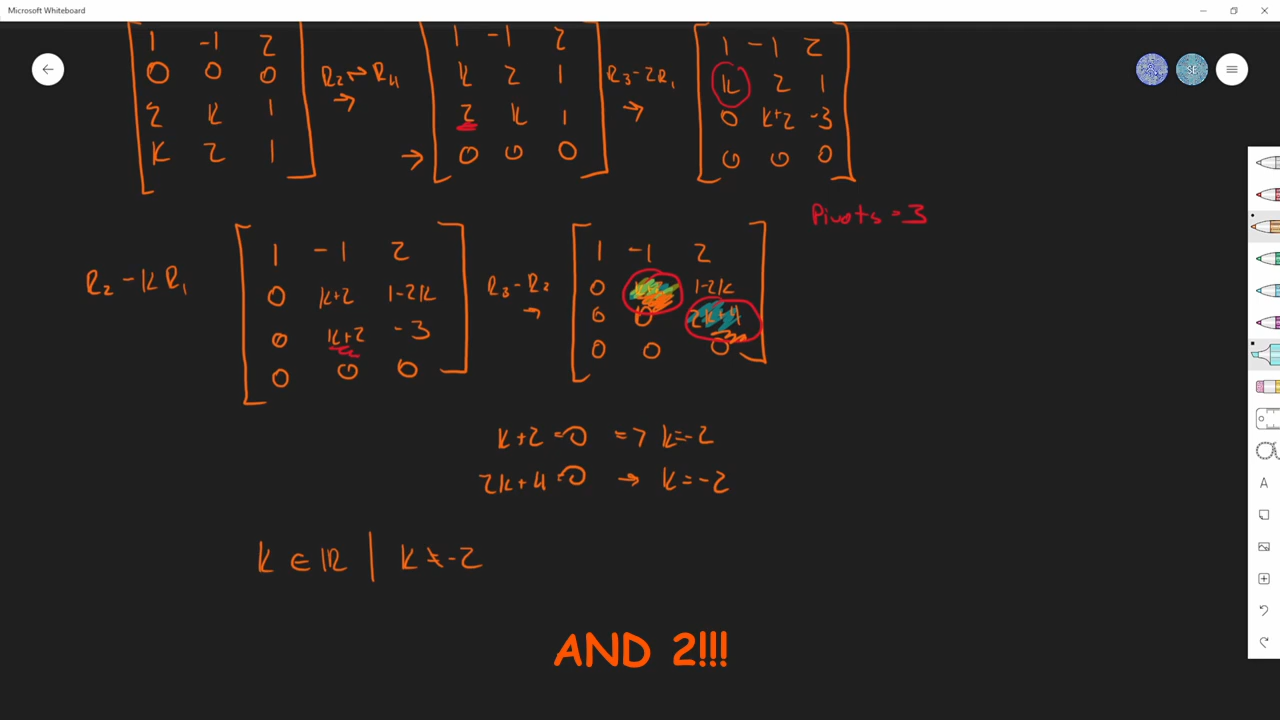 Microsoft Whiteboard
SE
1 -1 2
0 0 0
2 k 1
k 2 1
R2 ⇌ R4
→
1 -1 2
k 2 1
2 k 1
→ 0 0 0
R3 - 2R1
→
1 -1 2
k 2 1
0 k+2 -3
0 0 0
Pivots = 3
R2 - kR1
1 -1 2
0 k+2 1-2k
0 k+2 -3
0 0 0
R3 - R2
→
1 -1 2
0 1-2k
0 0 2k+4
0 0 0
k+2 = 0 => k = -2
2k+4 = 0 → k = -2
k ∈ ℝ | k ≠ -2
AND 2!!!
A